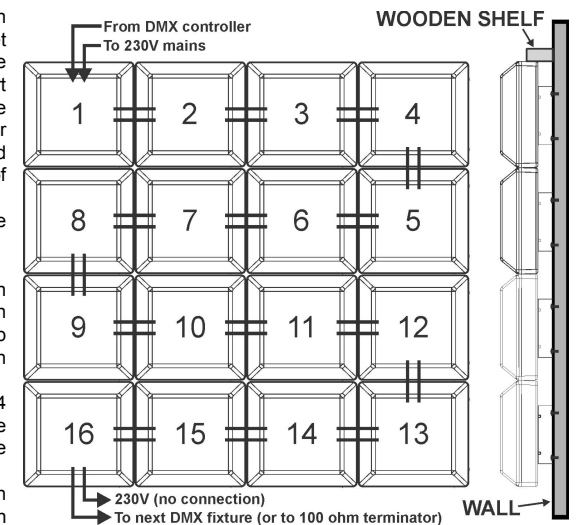 WOODEN SHELF
From DMX controller
To 230V mains
1 2 3 4
8 7 6 5
9 10 11 12
16 15 14 13
230V (no connection)
To next DMX fixture (or to 100 ohm terminator)
WALL